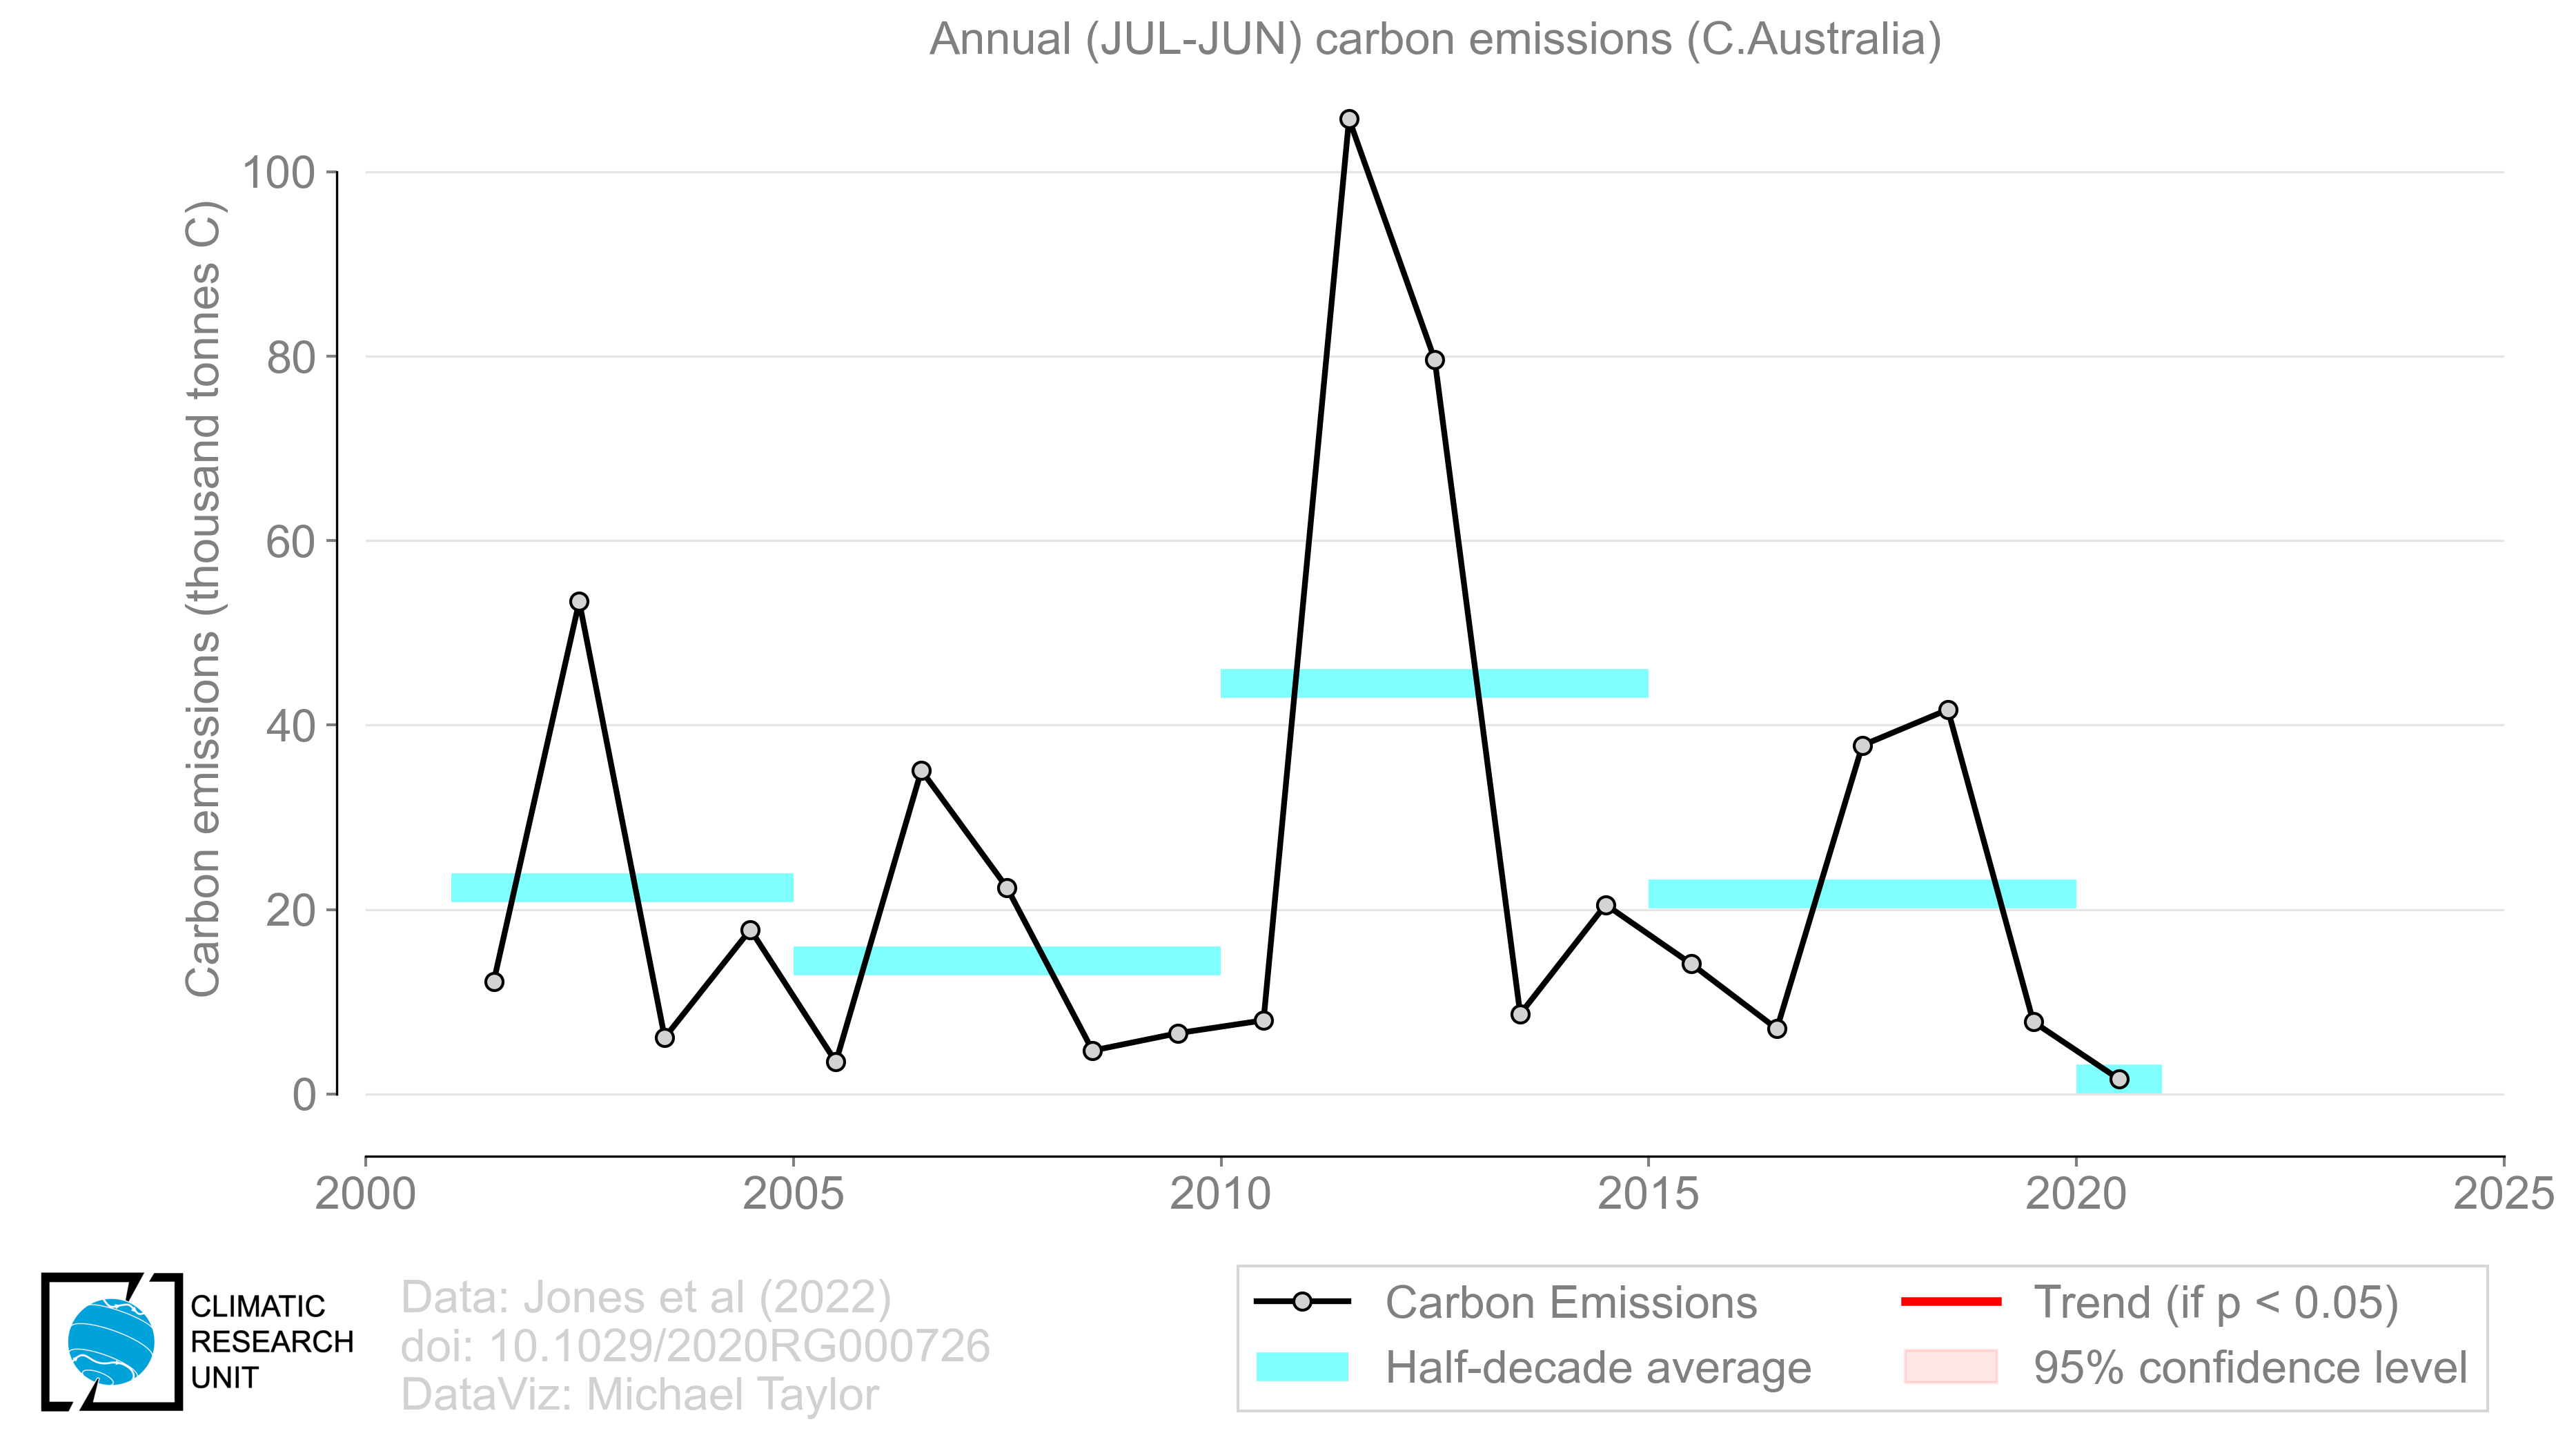 Annual (JUL-JUN) carbon emissions (C.Australia)
Carbon emissions (thousand tonnes C)
100
80
60
40
20
0
2000 2005 2010 2015 2020 2025
CLIMATIC
RESEARCH
UNIT
Data: Jones et al (2022)
doi: 10.1029/2020RG000726
DataViz: Michael Taylor
Carbon Emissions
Half-decade average
Trend (if p < 0.05)
95% confidence level